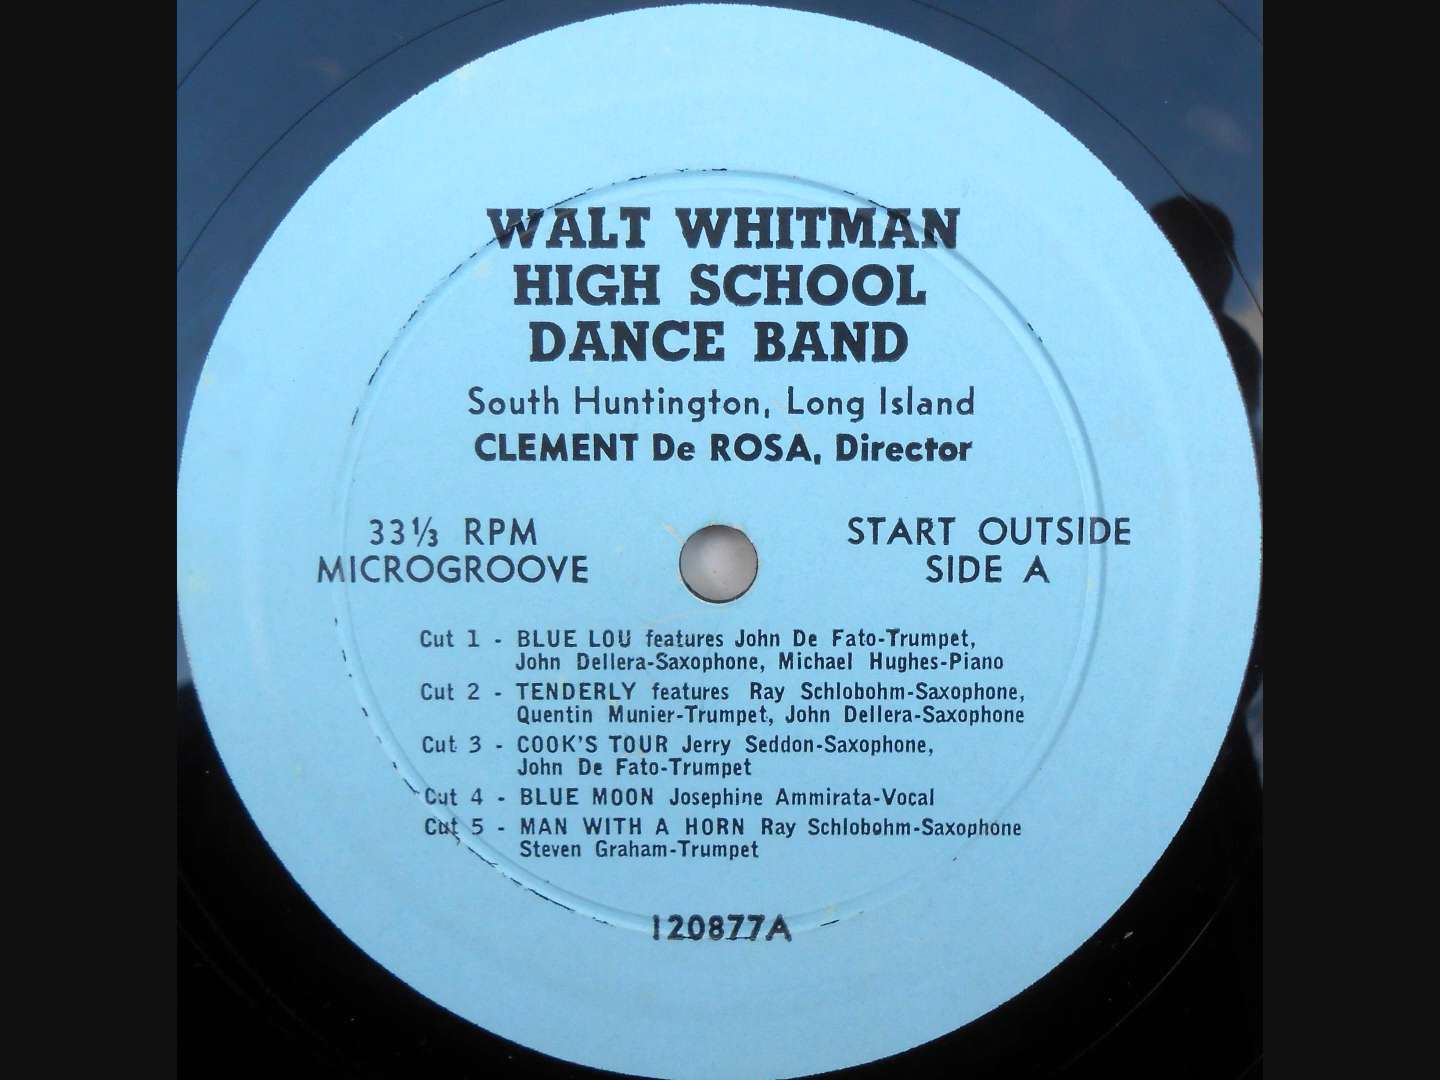 WALT WHITMAN
HIGH SCHOOL
DANCE BAND
South Huntington, Long Island
CLEMENT De ROSA, Director
33⅓ RPM
MICROGROOVE
START OUTSIDE
SIDE A
Cut 1 - BLUE LOU features John De Fato-Trumpet,
John Dellera-Saxophone, Michael Hughes-Piano
Cut 2 - TENDERLY features Ray Schlobohm-Saxophone,
Quentin Munier-Trumpet, John Dellera-Saxophone
Cut 3 - COOK'S TOUR Jerry Seddon-Saxophone,
John De Fato-Trumpet
Cut 4 - BLUE MOON Josephine Ammirata-Vocal
Cut 5 - MAN WITH A HORN Ray Schlobohm-Saxophone
Steven Graham-Trumpet
120877A